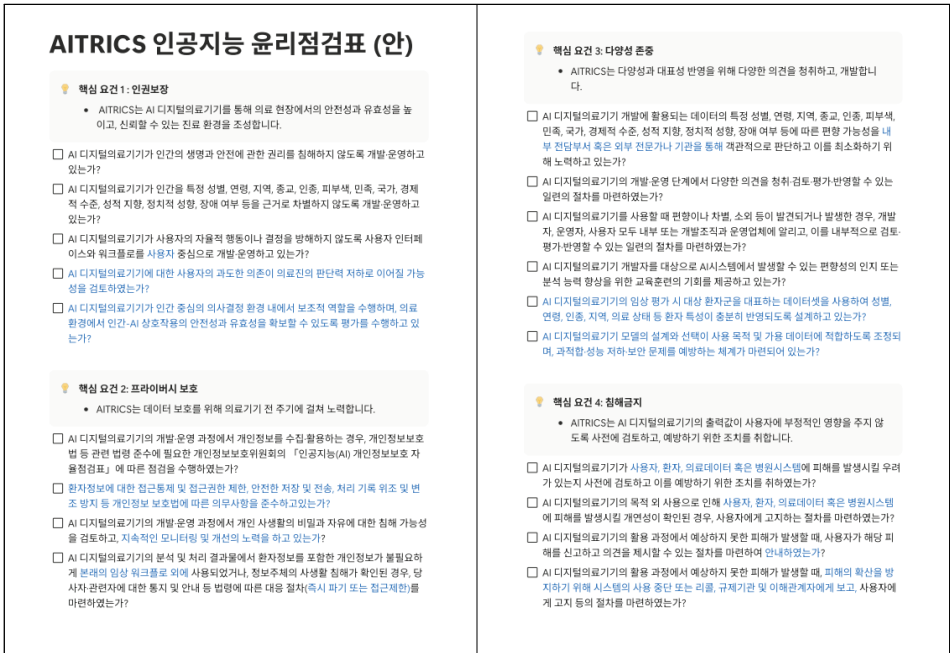 AITRICS 인공지능 윤리점검표 (안)
핵심 요건 1 : 인권보장
• AITRICS는 AI 디지털의료기기를 통해 의료 현장에서의 안전성과 유효성을 높
이고, 신뢰할 수 있는 진료 환경을 조성합니다.
AI 디지털의료기기가 인간의 생명과 안전에 관한 권리를 침해하지 않도록 개발·운영하고
있는가?
AI 디지털의료기기가 인간을 특정 성별, 연령, 지역, 종교, 인종, 피부색, 민족, 국가, 경제
적 수준, 성적 지향, 정치적 성향, 장애 여부 등을 근거로 차별하지 않도록 개발·운영하고
있는가?
AI 디지털의료기기가 사용자의 자율적 행동이나 결정을 방해하지 않도록 사용자 인터페
이스와 워크플로를 사용자 중심으로 개발·운영하고 있는가?
AI 디지털의료기기에 대한 사용자의 과도한 의존이 의료진의 판단력 저하로 이어질 가능
성을 검토하였는가?
AI 디지털의료기기가 인간 중심의 의사결정 환경 내에서 보조적 역할을 수행하며, 의료
환경에서 인간-AI 상호작용의 안전성과 유효성을 확보할 수 있도록 평가를 수행하고 있
는가?
핵심 요건 2: 프라이버시 보호
• AITRICS는 데이터 보호를 위해 의료기기 전 주기에 걸쳐 노력합니다.
AI 디지털의료기기의 개발·운영 과정에서 개인정보를 수집·활용하는 경우, 개인정보보호
법 등 관련 법령 준수에 필요한 개인정보보호위원회의 「인공지능(AI) 개인정보보호 자
율점검표」에 따른 점검을 수행하였는가?
환자정보에 대한 접근통제 및 접근권한 제한, 안전한 저장 및 전송, 처리 기록 위조 및 변
조 방지 등 개인정보 보호법에 따른 의무사항을 준수하고있는가?
AI 디지털의료기기의 개발·운영 과정에서 개인 사생활의 비밀과 자유에 대한 침해 가능성
을 검토하고, 지속적인 모니터링 및 개선의 노력을 하고 있는가?
AI 디지털의료기기의 분석 및 처리 결과물에서 환자정보를 포함한 개인정보가 불필요하
게 본래의 임상 워크플로 외에 사용되었거나, 정보주체의 사생활 침해가 확인된 경우, 당
사자·관련자에 대한 통지 및 안내 등 법령에 따른 대응 절차(즉시 파기 또는 접근제한)를
마련하였는가?
핵심 요건 3: 다양성 존중
• AITRICS는 다양성과 대표성 반영을 위해 다양한 의견을 청취하고, 개발합니
다.
AI 디지털의료기기 개발에 활용되는 데이터의 특정 성별, 연령, 지역, 종교, 인종, 피부색,
민족, 국가, 경제적 수준, 성적 지향, 정치적 성향, 장애 여부 등에 따른 편향 가능성을 내
부 전담부서 혹은 외부 전문가나 기관을 통해 객관적으로 판단하고 이를 최소화하기 위
해 노력하고 있는가?
AI 디지털의료기기의 개발·운영 단계에서 다양한 의견을 청취·검토·평가·반영할 수 있는
일련의 절차를 마련하였는가?
AI 디지털의료기기를 사용할 때 편향이나 차별, 소외 등이 발견되거나 발생한 경우, 개발
자, 운영자, 사용자 모두 내부 또는 개발조직과 운영업체에 알리고, 이를 내부적으로 검토·
평가·반영할 수 있는 일련의 절차를 마련하였는가?
AI 디지털의료기기 개발자를 대상으로 AI시스템에서 발생할 수 있는 편향성의 인지 또는
분석 능력 향상을 위한 교육훈련의 기회를 제공하고 있는가?
AI 디지털의료기기의 임상 평가 시 대상 환자군을 대표하는 데이터셋을 사용하여 성별,
연령, 인종, 지역, 의료 상태 등 환자 특성이 충분히 반영되도록 설계하고 있는가?
AI 디지털의료기기 모델의 설계와 선택이 사용 목적 및 가용 데이터에 적합하도록 조정되
며, 과적합·성능 저하·보안 문제를 예방하는 체계가 마련되어 있는가?
핵심 요건 4: 침해금지
• AITRICS는 AI 디지털의료기기의 출력값이 사용자에 부정적인 영향을 주지 않
도록 사전에 검토하고, 예방하기 위한 조치를 취합니다.
AI 디지털의료기기가 사용자, 환자, 의료데이터 혹은 병원시스템에 피해를 발생시킬 우려
가 있는지 사전에 검토하고 이를 예방하기 위한 조치를 취하였는가?
AI 디지털의료기기의 목적 외 사용으로 인해 사용자, 환자, 의료데이터 혹은 병원시스템
에 피해를 발생시킬 개연성이 확인된 경우, 사용자에게 고지하는 절차를 마련하였는가?
AI 디지털의료기기의 활용 과정에서 예상하지 못한 피해가 발생할 때, 사용자가 해당 피
해를 신고하고 의견을 제시할 수 있는 절차를 마련하여 안내하였는가?
AI 디지털의료기기의 활용 과정에서 예상하지 못한 피해가 발생할 때, 피해의 확산을 방
지하기 위해 시스템의 사용 중단 또는 리콜, 규제기관 및 이해관계자에게 보고, 사용자에
게 고지 등의 절차를 마련하였는가?